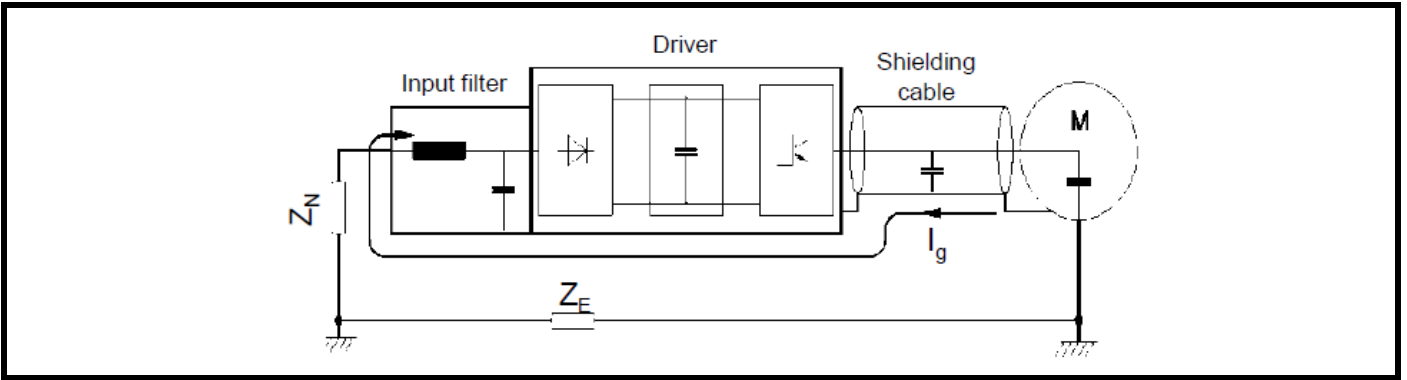 Driver
Input filter
Shielding
cable
M
Z_N
I_g
Z_E